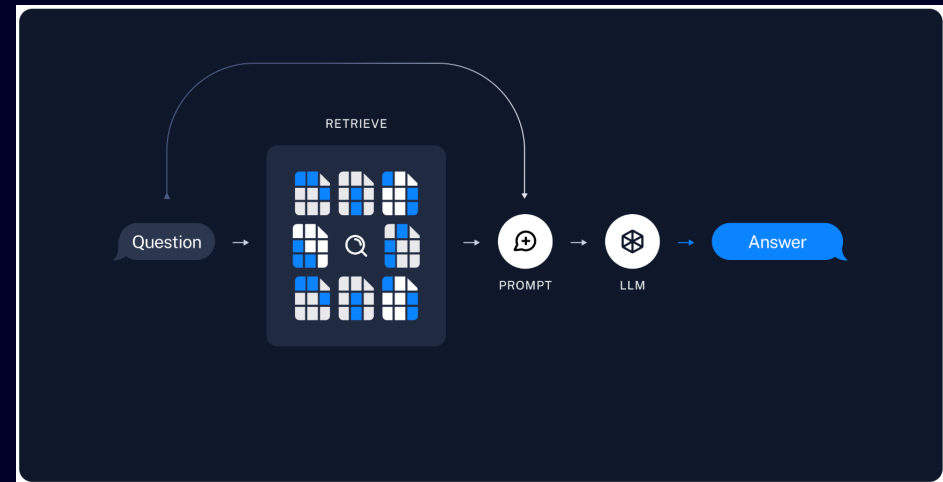 RETRIEVE
Question
Answer
PROMPT
LLM